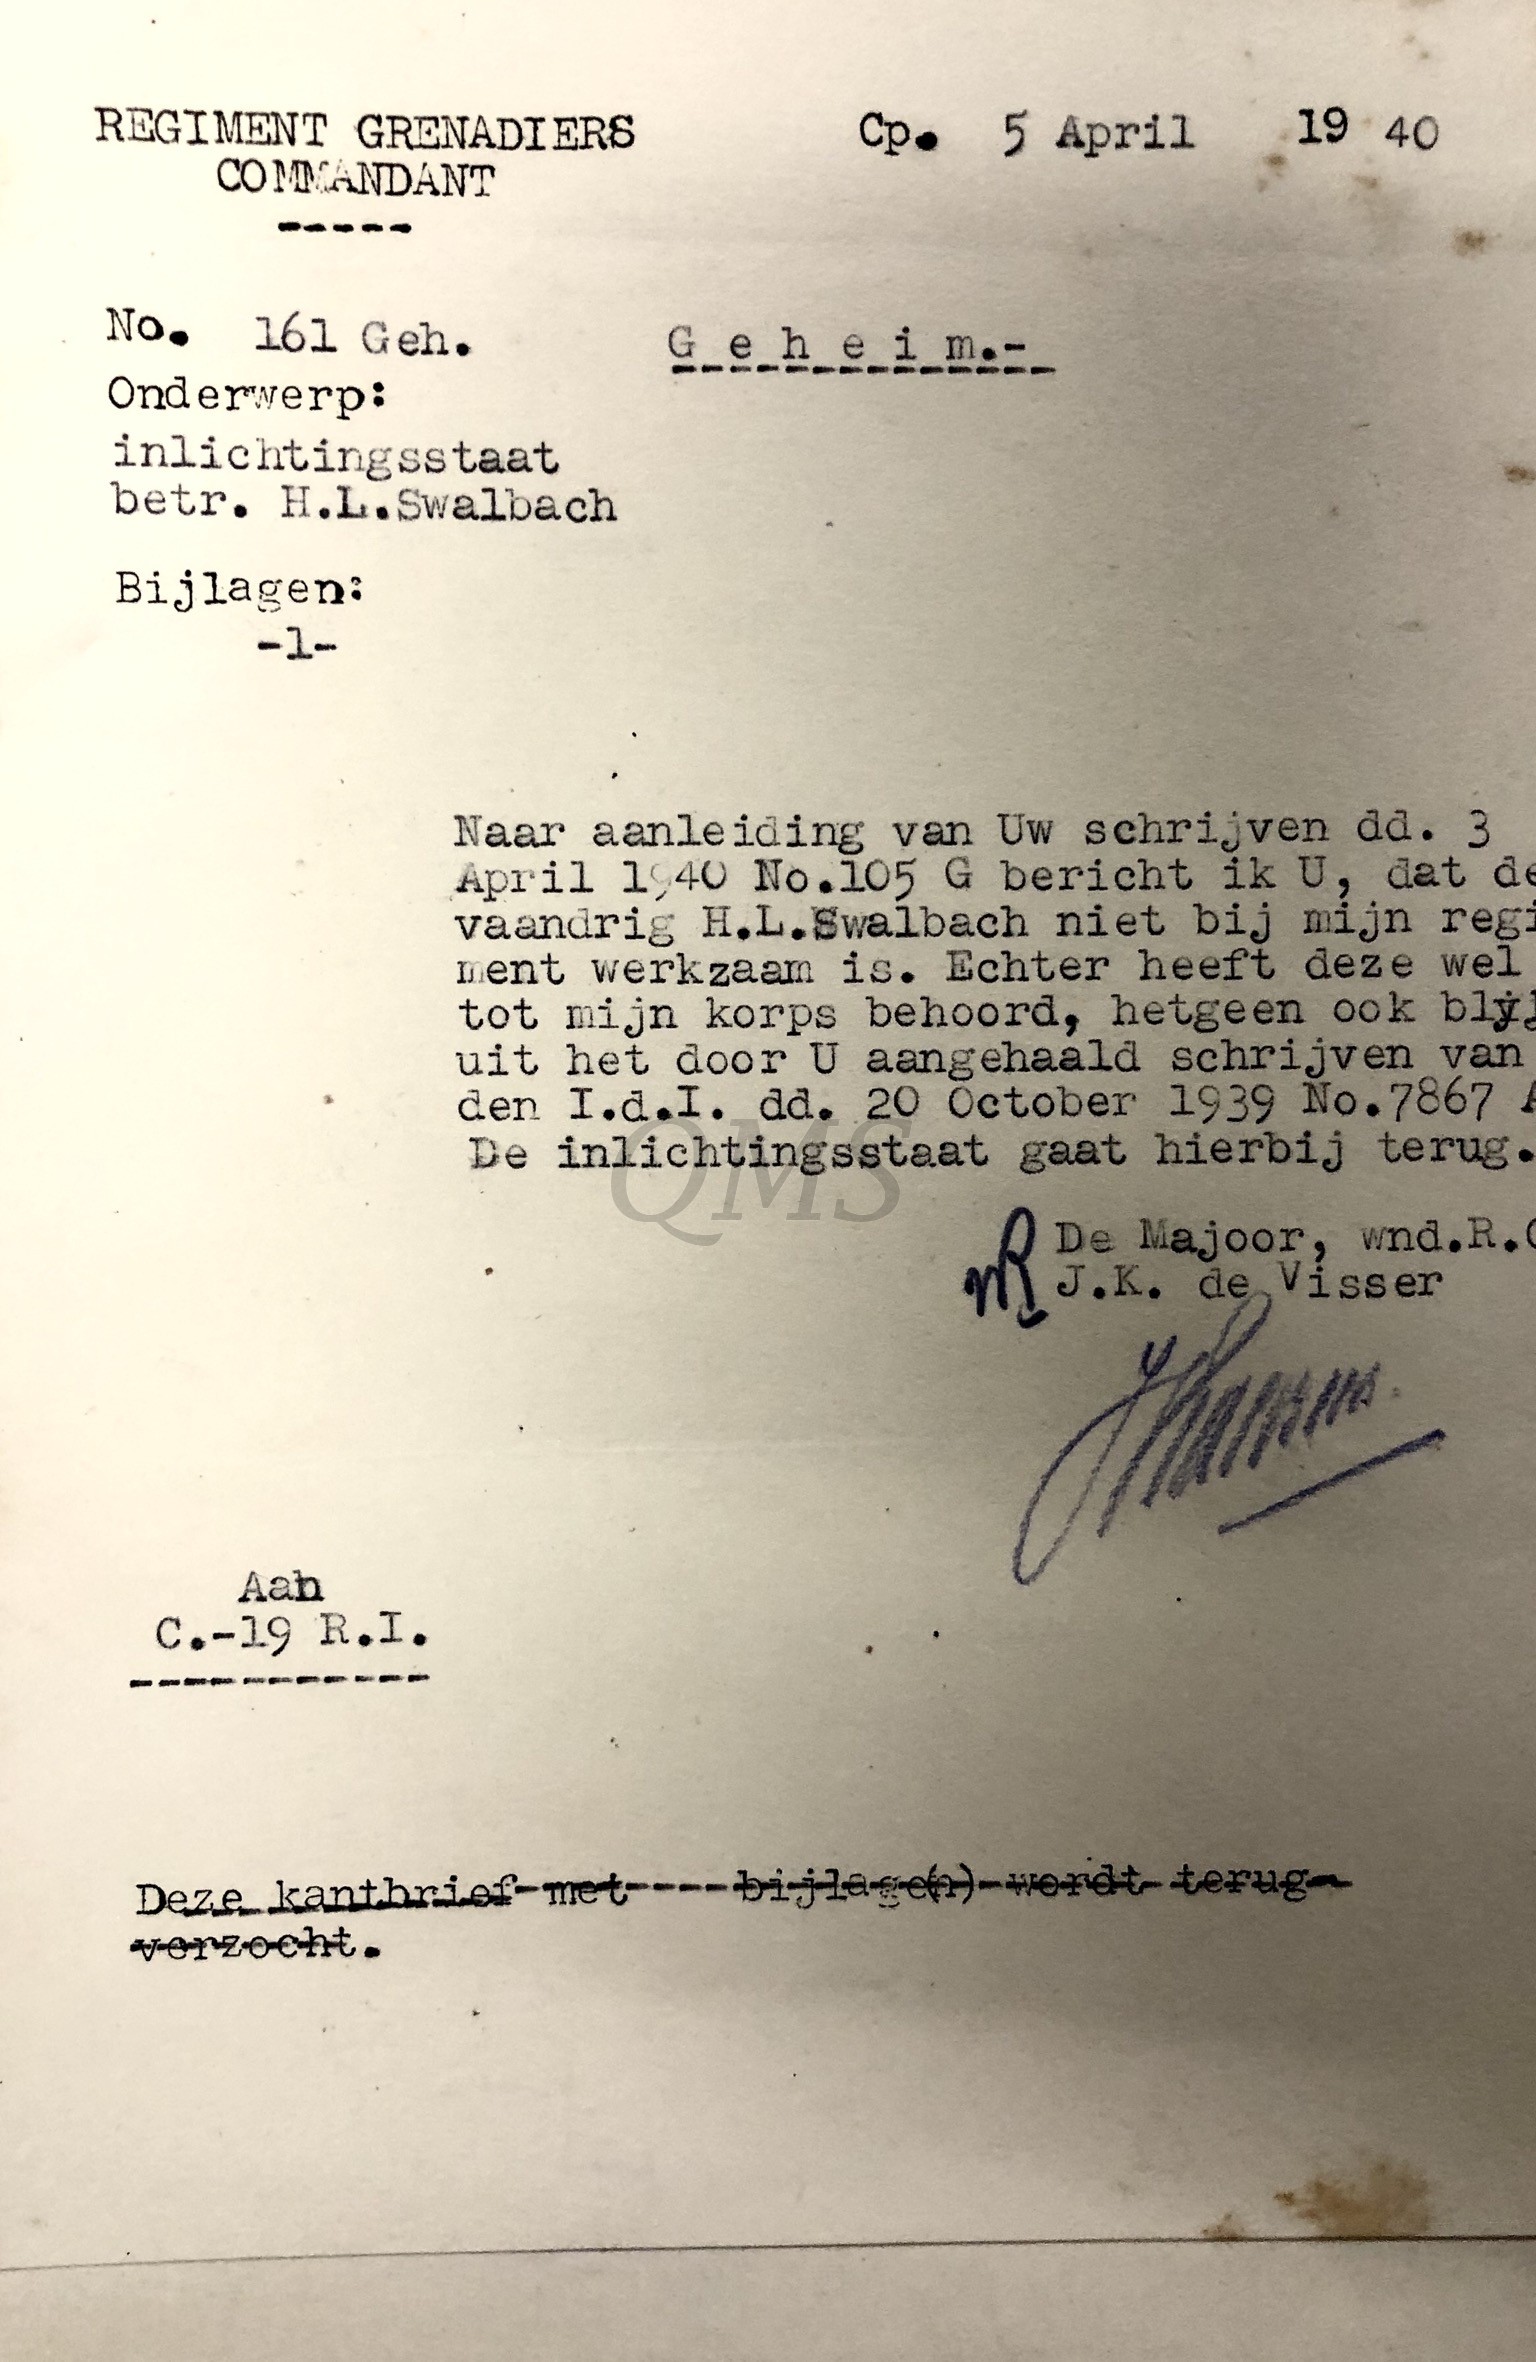 REGIMENT GRENADIERS
COMMANDANT
-----
Cp. 5 April 19 40
No. 161 Geh.
G e h e i m.-
Onderwerp:
inlichtingsstaat
betr. H.L.Swalbach
Bijlagen:
-1-
Naar aanleiding van Uw schrijven dd. 3
April 1940 No.105 G bericht ik U, dat de
vaandrig H.L.Swalbach niet bij mijn regi
ment werkzaam is. Echter heeft deze wel
tot mijn korps behoord, hetgeen ook blij
uit het door U aangehaald schrijven van
den I.d.I. dd. 20 October 1939 No.7867
De inlichtingsstaat gaat hierbij terug.
QMS
De Majoor, wnd.R.
J.K. de Visser
Aan
C.-19 R.I.
Deze kantbrief met bijlage(n) wordt terug-
verzocht.